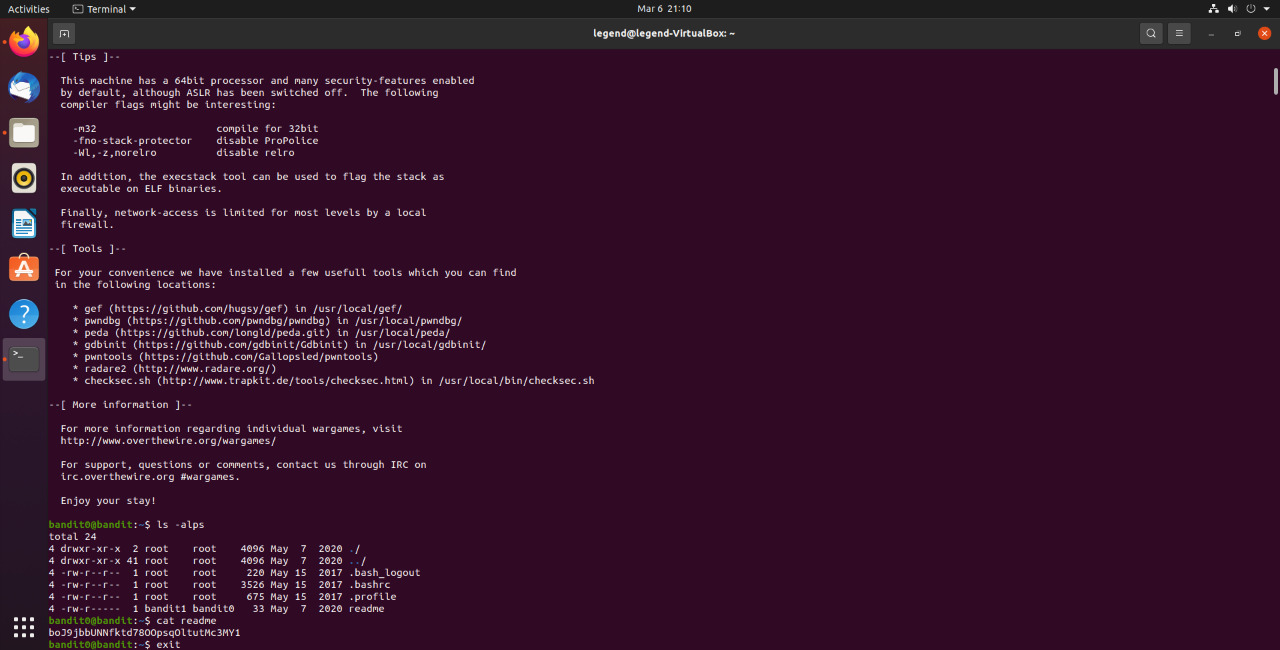 Activities Terminal Mar 6 21:10
legend@legend-VirtualBox: ~
--[ Tips ]--
This machine has a 64bit processor and many security-features enabled
by default, although ASLR has been switched off. The following
compiler flags might be interesting:
-m32 compile for 32bit
-fno-stack-protector disable ProPolice
-Wl,-z,norelro disable relro
In addition, the execstack tool can be used to flag the stack as
executable on ELF binaries.
Finally, network-access is limited for most levels by a local
firewall.
--[ Tools ]--
For your convenience we have installed a few usefull tools which you can find
in the following locations:
* gef (https://github.com/hugsy/gef) in /usr/local/gef/
* pwndbg (https://github.com/pwndbg/pwndbg) in /usr/local/pwndbg/
* peda (https://github.com/longld/peda.git) in /usr/local/peda/
* gdbinit (https://github.com/gdbinit/Gdbinit) in /usr/local/gdbinit/
* pwntools (https://github.com/Gallopsled/pwntools)
* radare2 (http://www.radare.org/)
* checksec.sh (http://www.trapkit.de/tools/checksec.html) in /usr/local/bin/checksec.sh
--[ More information ]--
For more information regarding individual wargames, visit
http://www.overthewire.org/wargames/
For support, questions or comments, contact us through IRC on
irc.overthewire.org #wargames.
Enjoy your stay!
bandit0@bandit:~$ ls -alps
total 24
4 drwxr-xr-x 2 root root 4096 May 7 2020 ./
4 drwxr-xr-x 41 root root 4096 May 7 2020 ../
4 -rw-r--r-- 1 root root 220 May 15 2017 .bash_logout
4 -rw-r--r-- 1 root root 3526 May 15 2017 .bashrc
4 -rw-r--r-- 1 root root 675 May 15 2017 .profile
4 -rw-r----- 1 bandit1 bandit0 33 May 7 2020 readme
bandit0@bandit:~$ cat readme
boJ9jbbUNNfktd78OOpsqOltutMc3MY1
bandit0@bandit:~$ exit